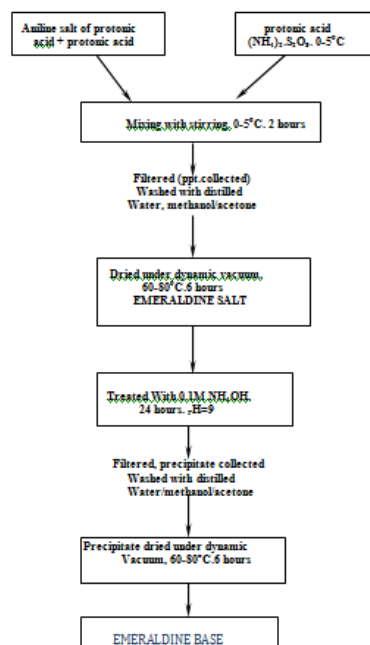 Aniline salt of protonic
acid + protonic acid
protonic acid
(NH₄)₂.S₂O₈. 0-5°C
Mixing with stirring, 0-5°C. 2 hours
Filtered (ppt.collected)
Washed with distilled
Water, methanol/acetone
Dried under dynamic vacuum,
60-80°C.6 hours
EMERALDINE SALT
Treated With 0.1M NH₄OH,
24 hours. PH=9
Filtered, precipitate collected
Washed with distilled
Water/methanol/acetone
Precipitate dried under dynamic
Vacuum, 60-80°C.6 hours
EMERALDINE BASE